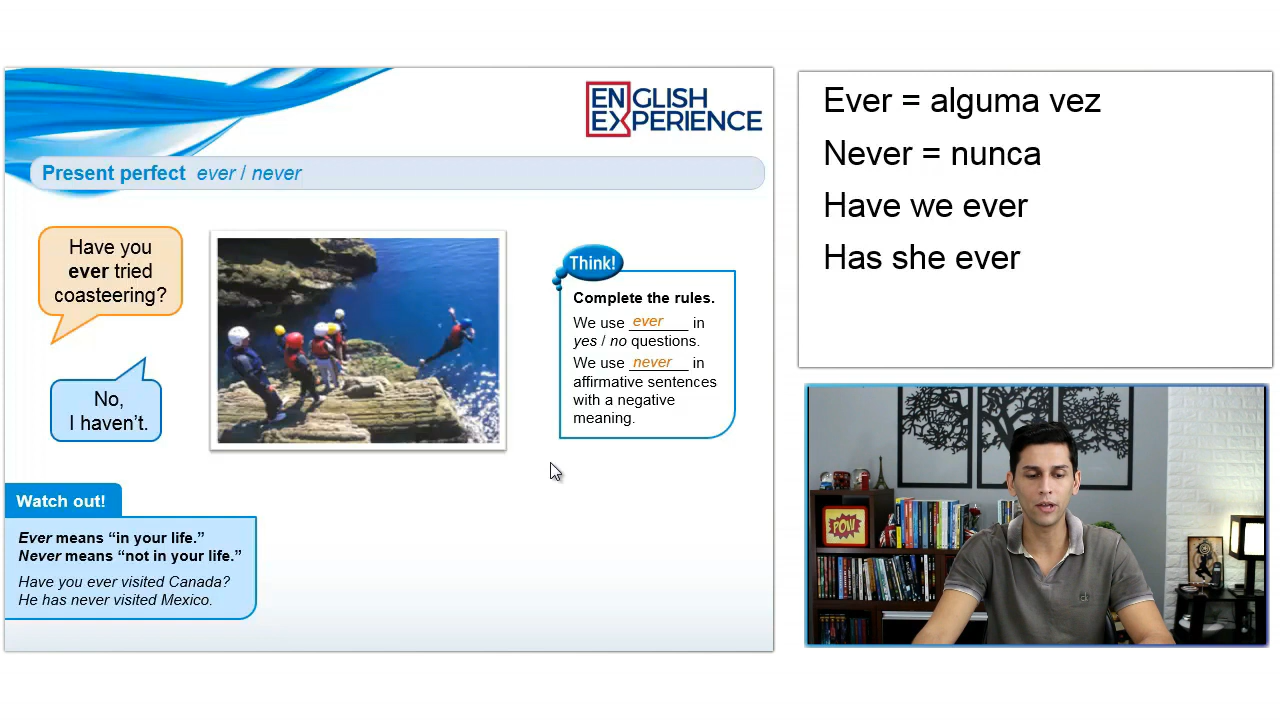 ENGLISH
EXPERIENCE
Present perfect ever / never
Have you
ever tried
coasteering?
No,
I haven't.
Think!
Complete the rules.
We use ever in
yes / no questions.
We use never in
affirmative sentences
with a negative
meaning.
Watch out!
Ever means “in your life.”
Never means “not in your life.”
Have you ever visited Canada?
He has never visited Mexico.
Ever = alguma vez
Never = nunca
Have we ever
Has she ever
POW